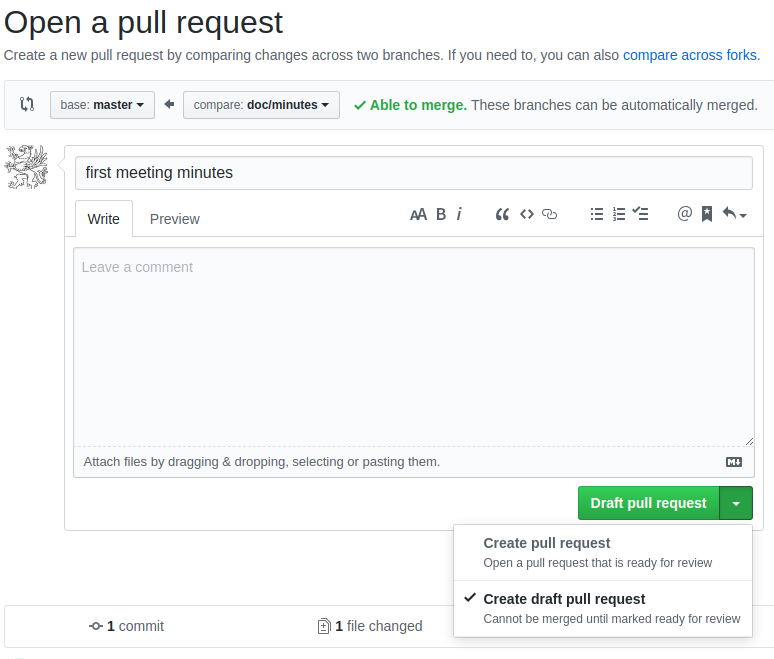 Open a pull request
Create a new pull request by comparing changes across two branches. If you need to, you can also compare across forks.
base: master compare: doc/minutes Able to merge. These branches can be automatically merged.
first meeting minutes
Write Preview AA B i @
Leave a comment
Attach files by dragging & dropping, selecting or pasting them.
Draft pull request
Create pull request
Open a pull request that is ready for review
Create draft pull request
Cannot be merged until marked ready for review
1 commit 1 file changed